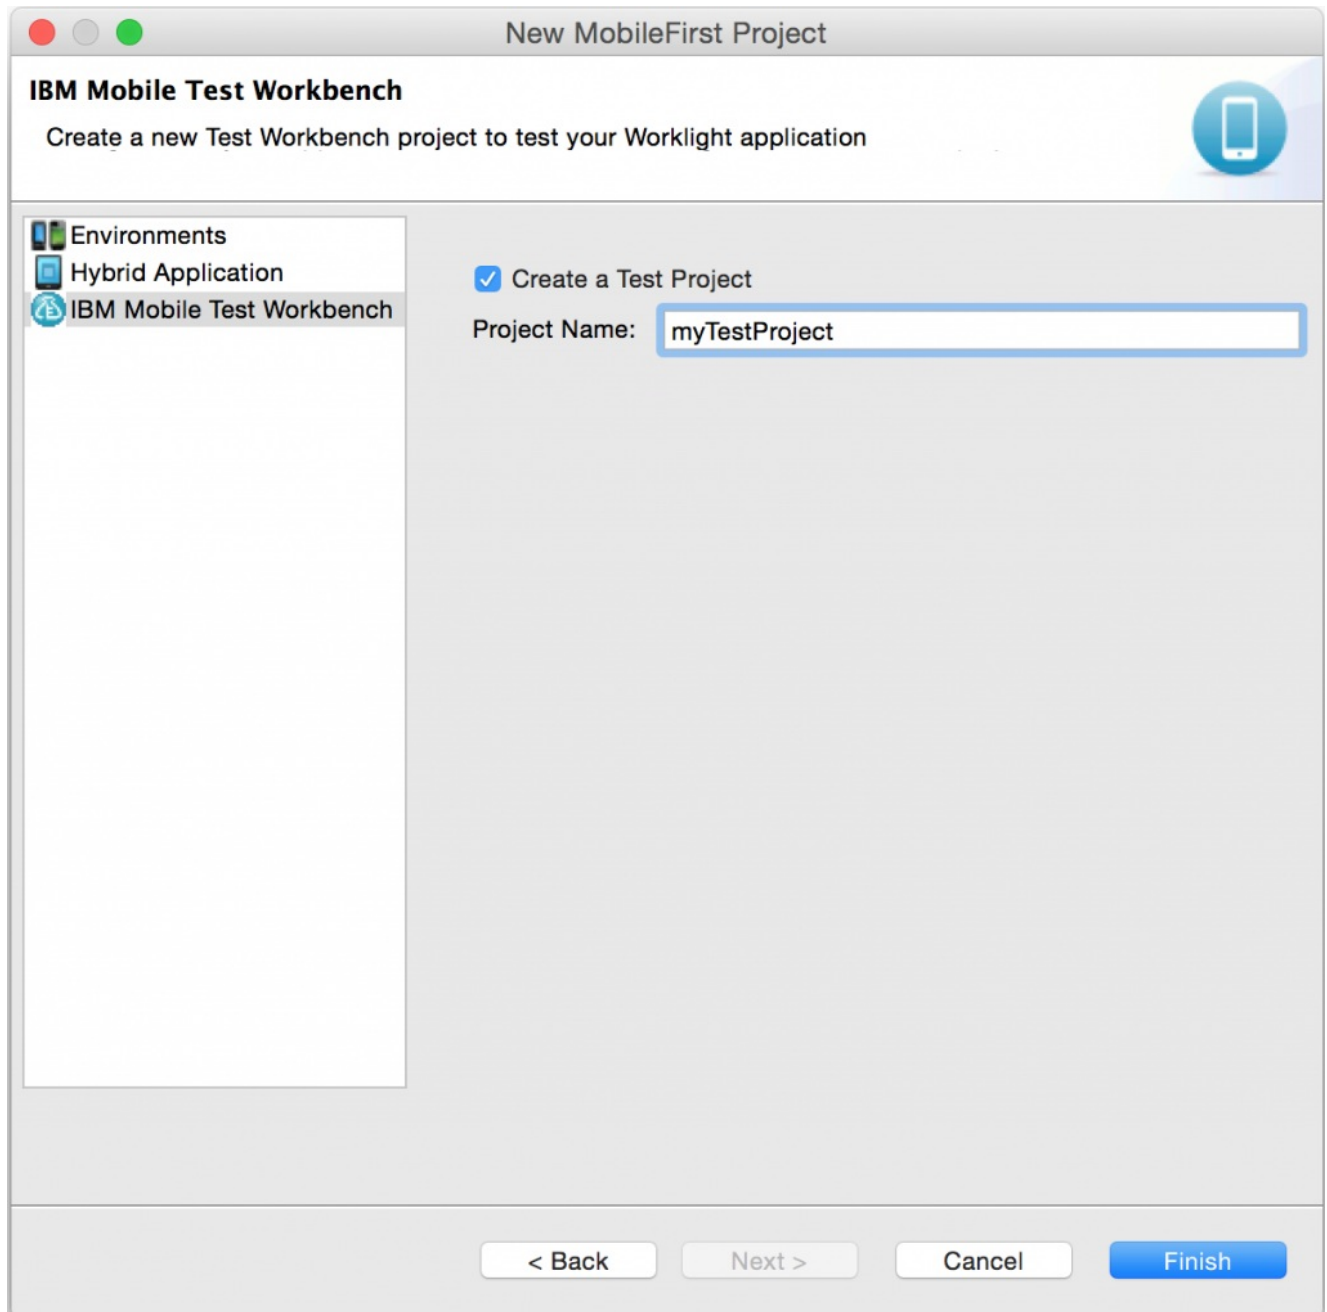 New MobileFirst Project
IBM Mobile Test Workbench
Create a new Test Workbench project to test your Worklight application
Environments
Hybrid Application
IBM Mobile Test Workbench
Create a Test Project
Project Name: myTestProject
< Back Next > Cancel Finish